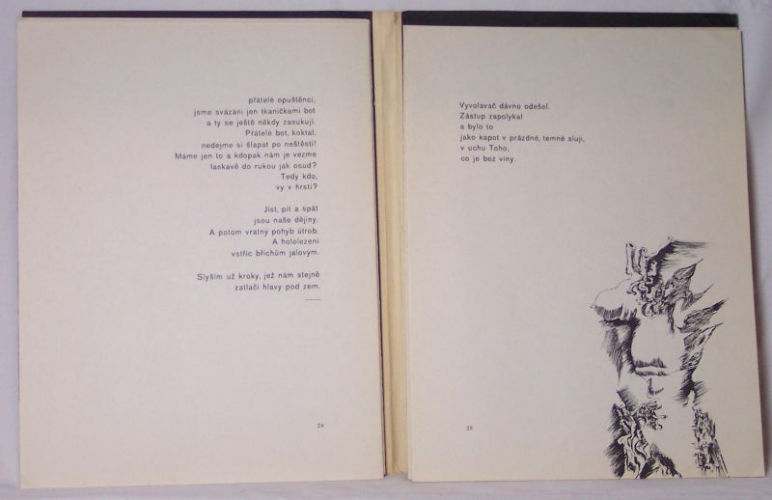 přátelé opuštěnci,
jsme svázáni jen tkaničkami bot
a ty se ještě někdy zasukují.
Přátelé bot, koktal,
nedejme si šlapat po neštěstí!
Máme jen to a kdopak nám je vezme
laskavě do rukou jak osud?
Tedy kdo,
vy v hrsti?
Jíst, pít a spát
jsou naše dějiny.
A potom vratný pohyb útrob.
A hololezení
vstříc břichům jalovým.
Slyším už kroky, jež nám stejně
zatlačí hlavy pod zem.
24
Vyvolavač dávno odešel.
Zástup zapolykal
a bylo to
jako kapot v prázdné, temné sluji,
v uchu Toho,
co je bez viny.
25